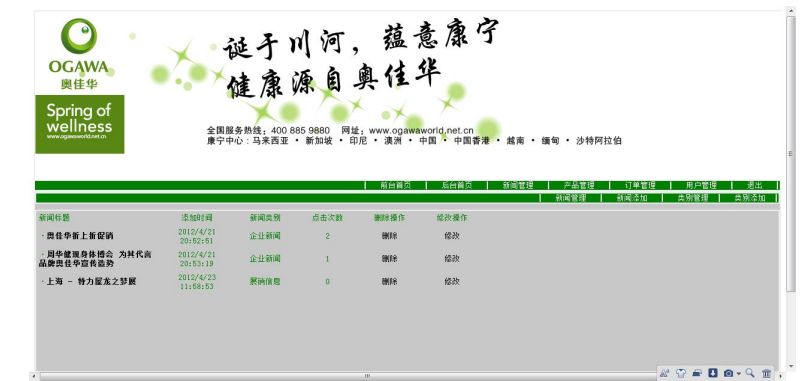 OGAWA
奥佳华
Spring of
wellness
www.ogawaworld.net.cn
诞于川河，蕴意康宁
健康源自奥佳华
全国服务热线：400 885 9880 网址：www.ogawaworld.net.cn
康宁中心：马来西亚 · 新加坡 · 印尼 · 澳洲 · 中国 · 中国香港 · 越南 · 缅甸 · 沙特阿拉伯
| 前台首页 | 后台首页 | 新闻管理 | 产品管理 | 订单管理 | 用户管理 | 退出 |
| 新闻管理 | 新闻添加 | 类别管理 | 类别添加 |
新闻标题 添加时间 新闻类别 点击次数 删除操作 修改操作
·奥佳华折上折促销 2012/4/21 20:52:51 企业新闻 2 删除 修改
·周华健现身体博会 为其代言
品牌奥佳华宣传造势 2012/4/21 20:53:19 企业新闻 1 删除 修改
·上海 - 特力屋龙之梦展 2012/4/23 11:58:53 展销信息 0 删除 修改